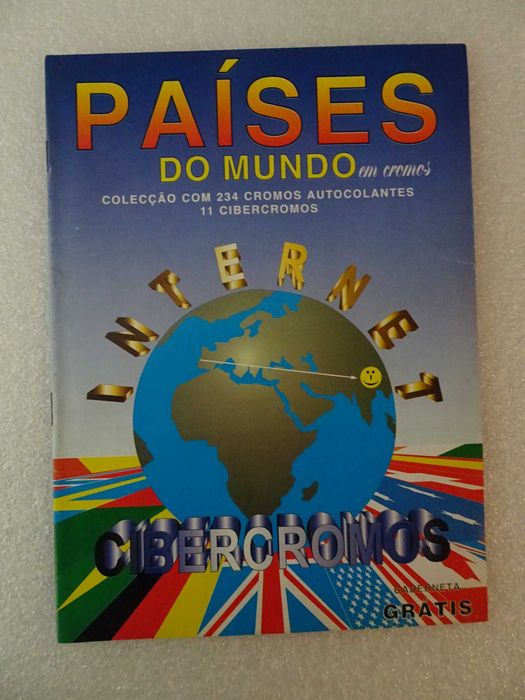 PAÍSES
DO MUNDO em cromos
COLECÇÃO COM 234 CROMOS AUTOCOLANTES
11 CIBERCROMOS
INTERNET
CIBERCROMOS
CADERNETA
GRÁTIS